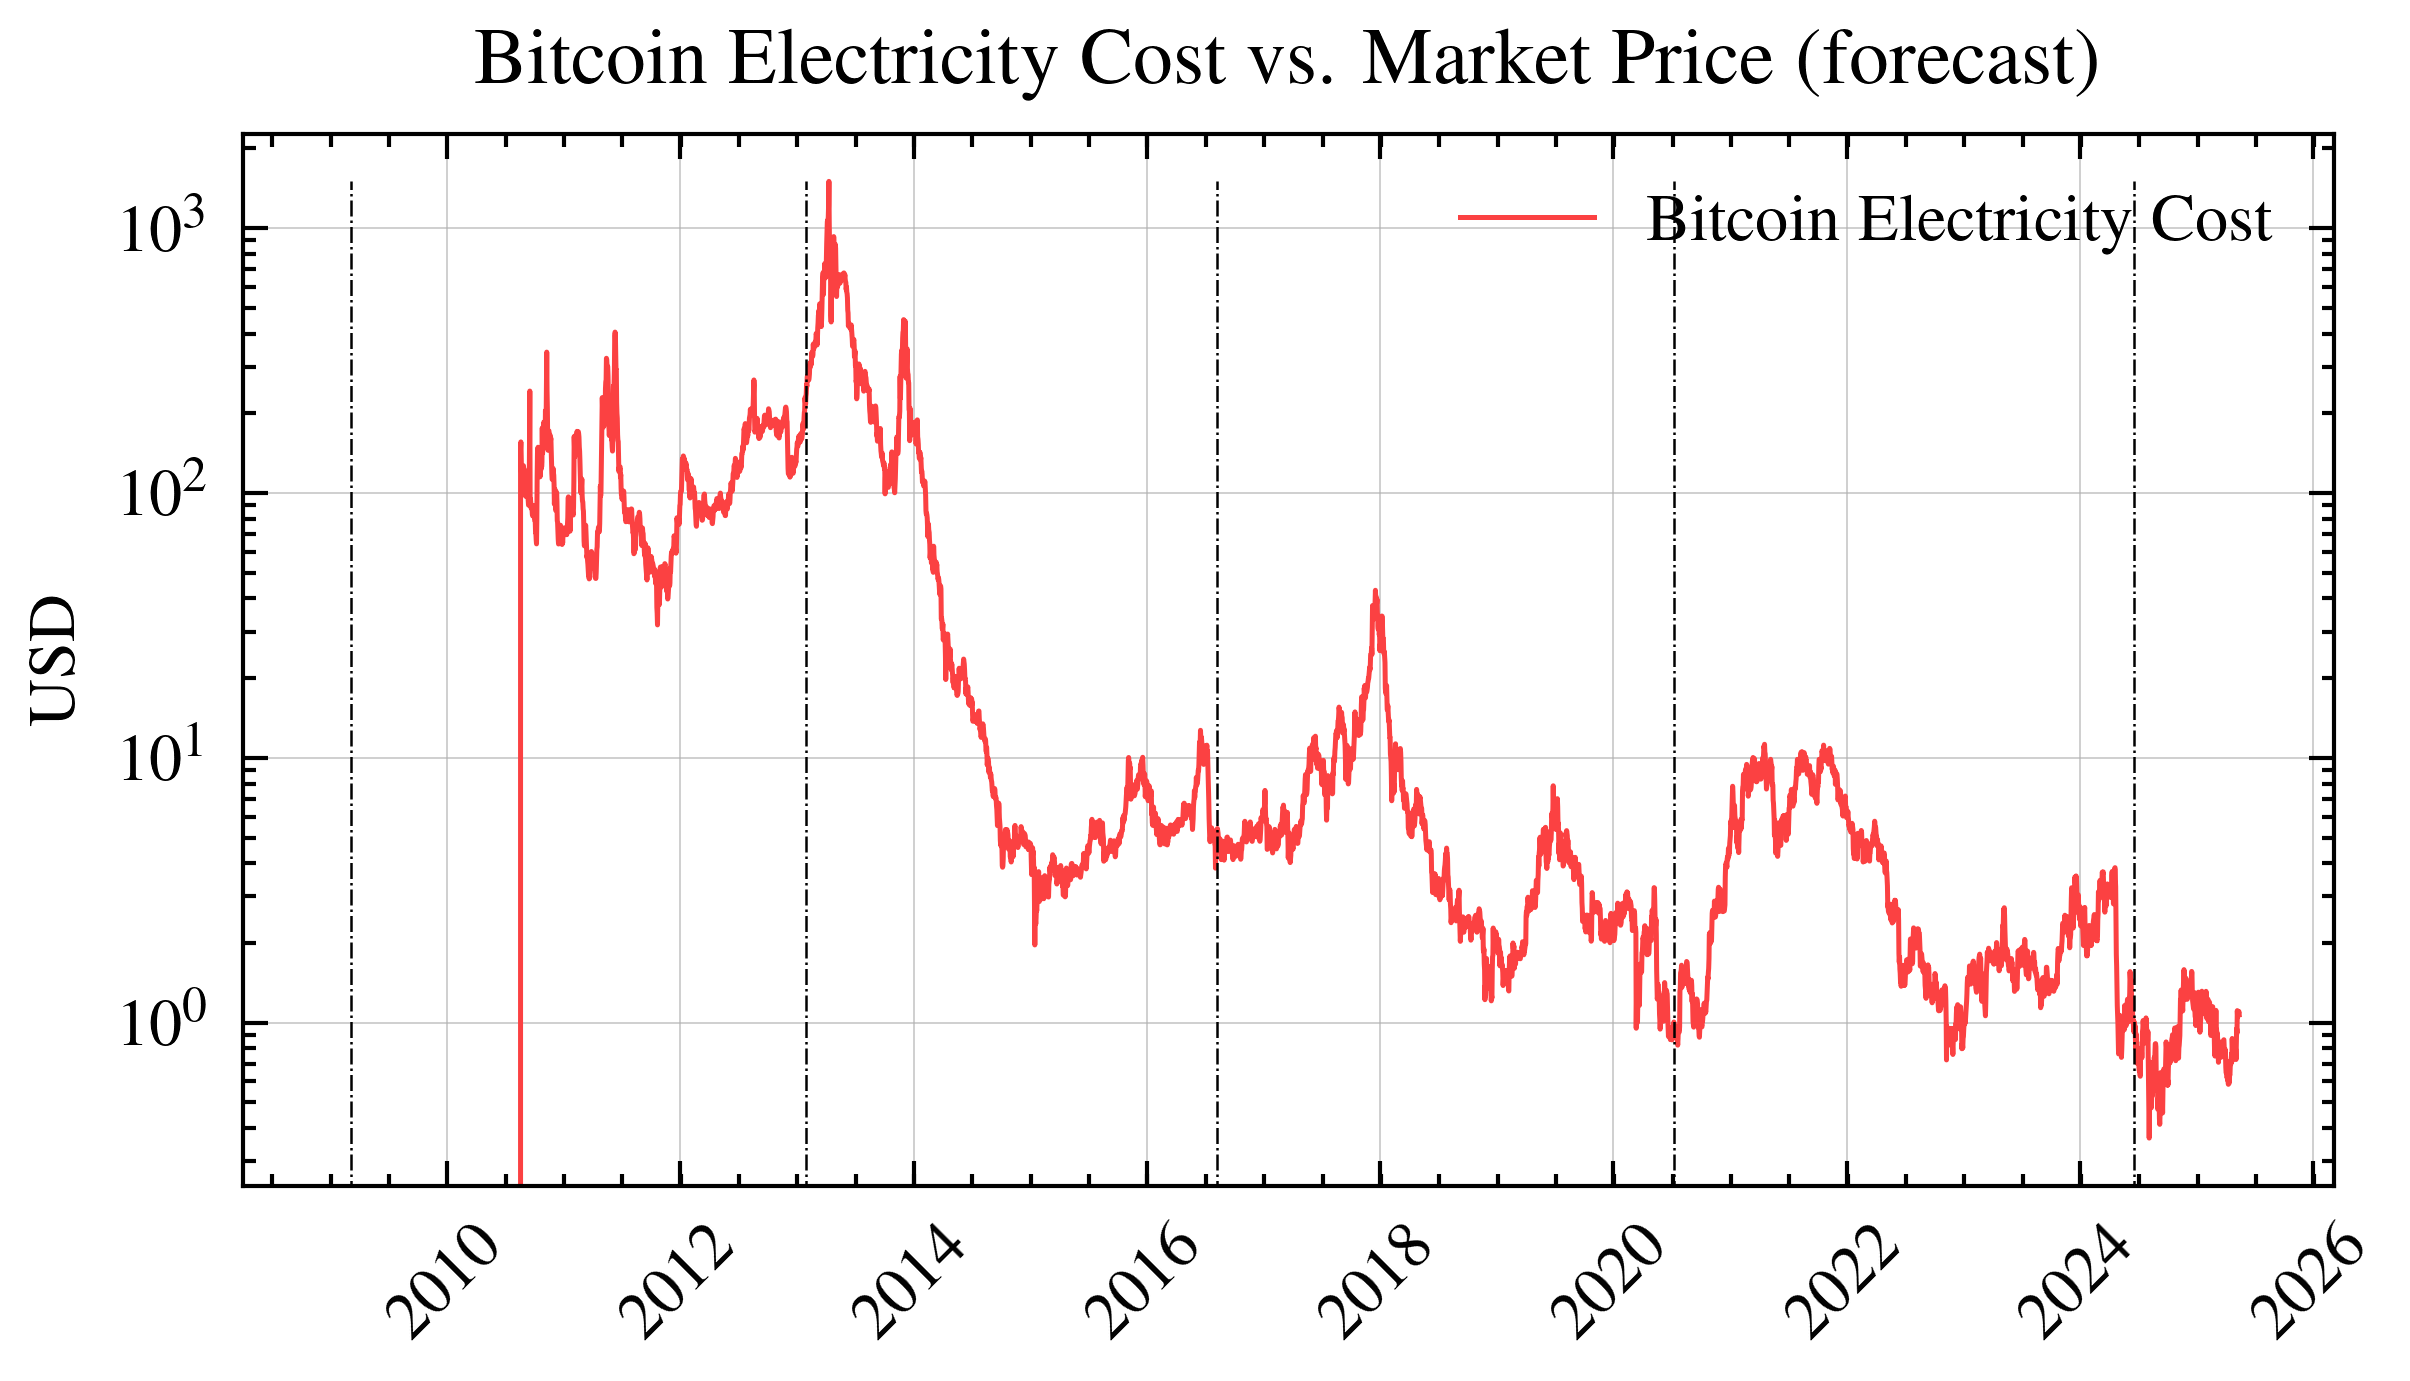 Bitcoin Electricity Cost vs. Market Price (forecast)
Bitcoin Electricity Cost
USD
10³
10²
10¹
10⁰
2010 2012 2014 2016 2018 2020 2022 2024 2026